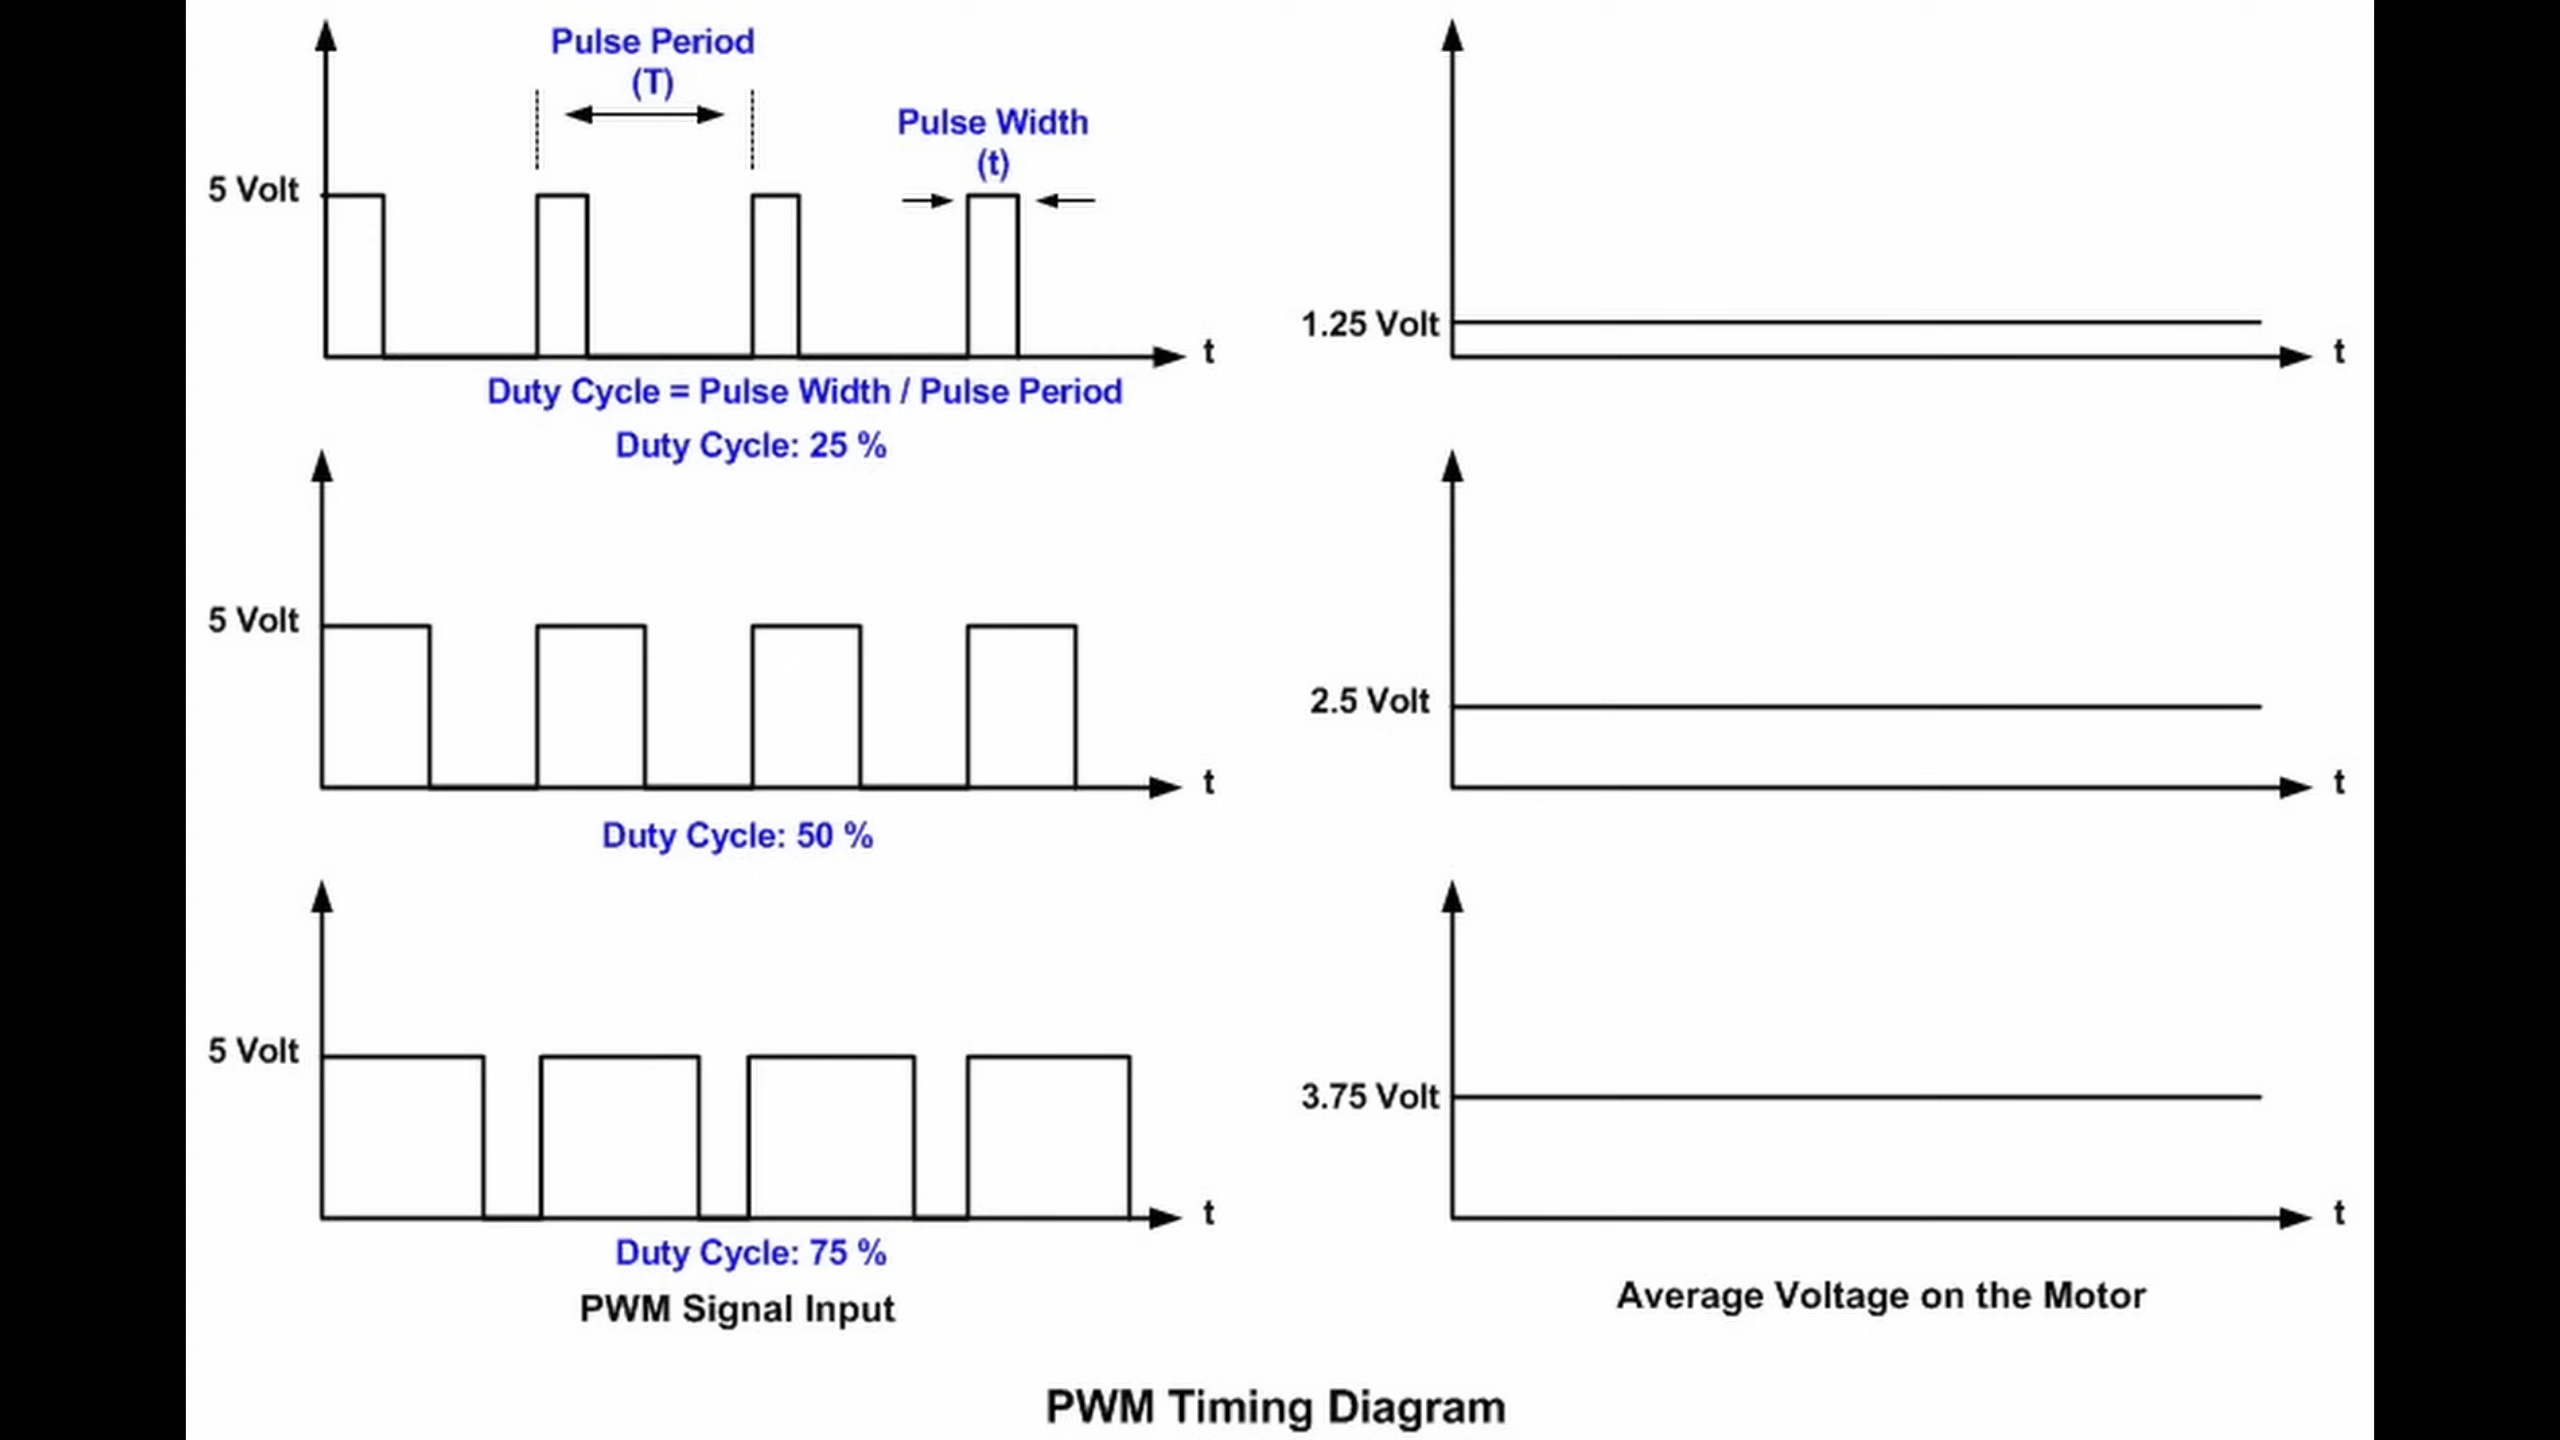 Pulse Period
(T)
Pulse Width
(t)
5 Volt
t
Duty Cycle = Pulse Width / Pulse Period
Duty Cycle: 25 %
1.25 Volt
t
5 Volt
t
Duty Cycle: 50 %
2.5 Volt
t
5 Volt
t
Duty Cycle: 75 %
PWM Signal Input
3.75 Volt
t
Average Voltage on the Motor
PWM Timing Diagram